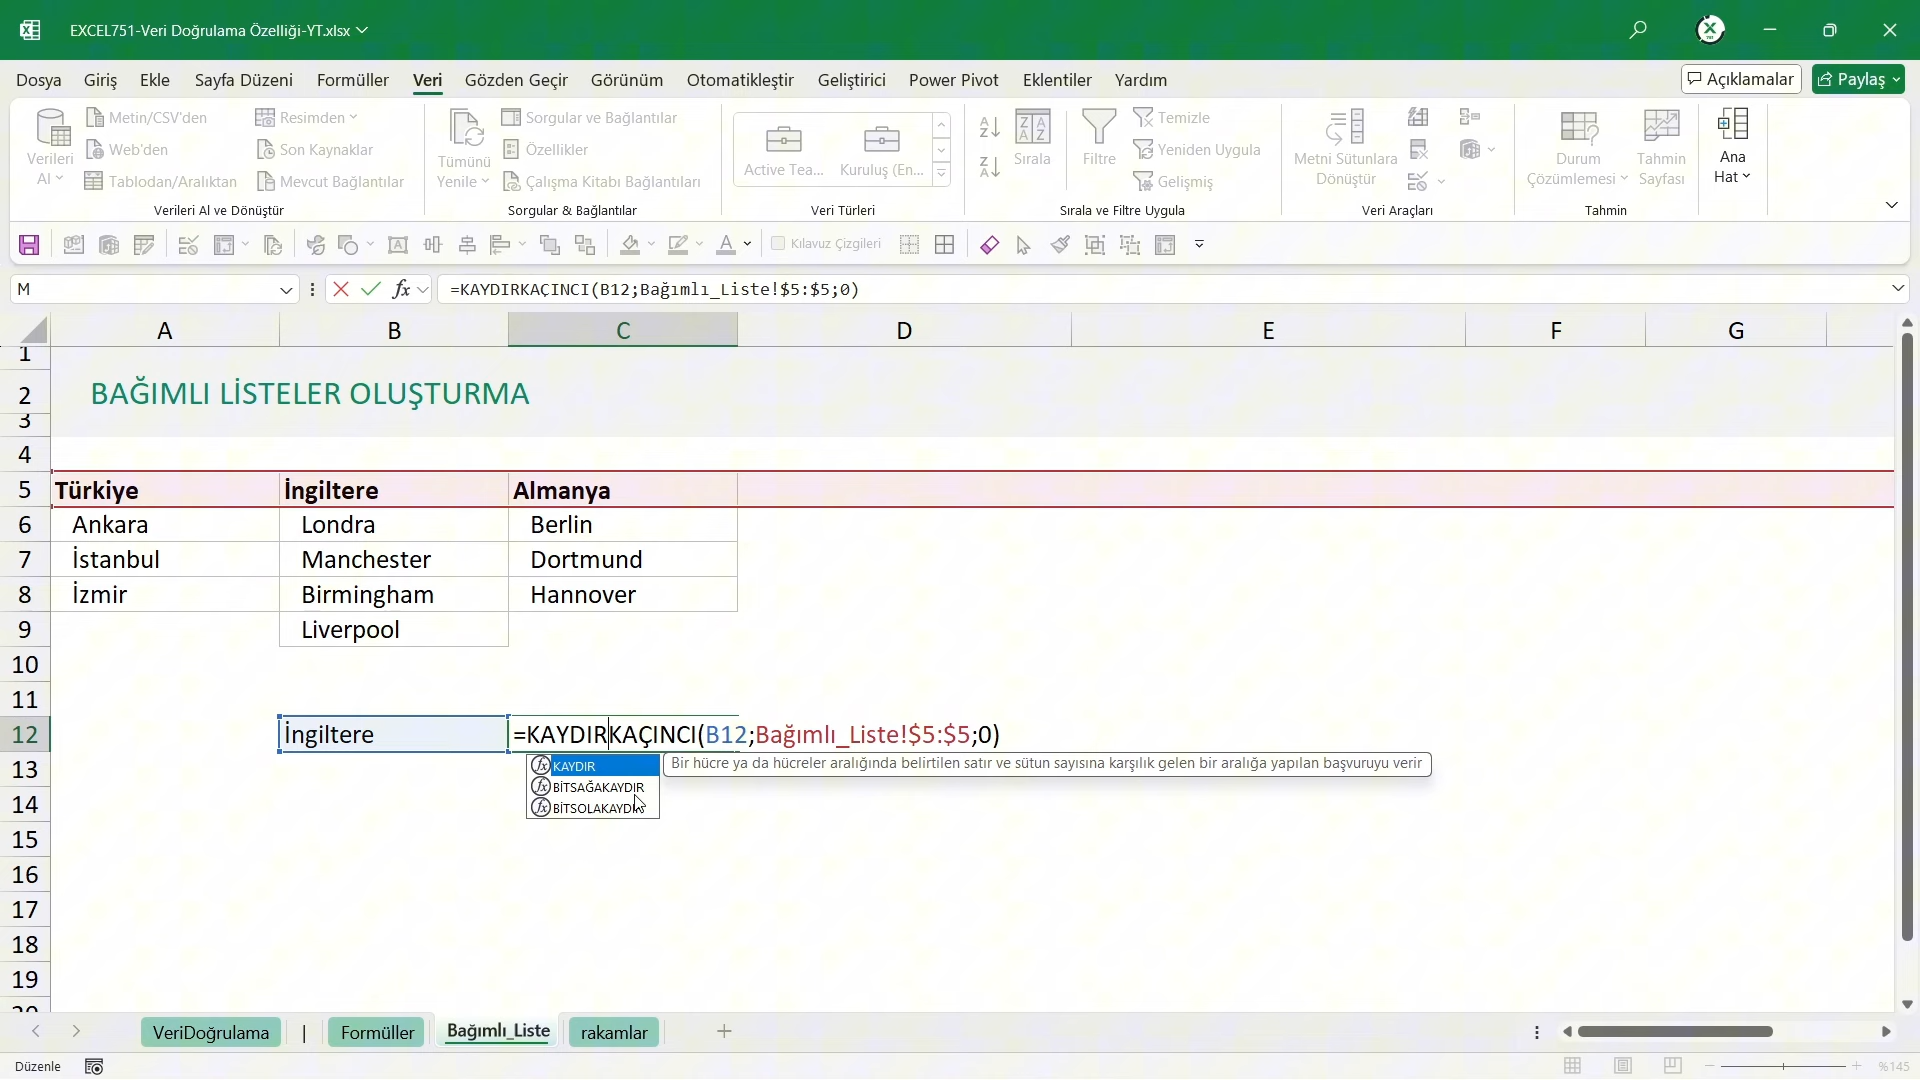 EXCEL751-Veri Doğrulama Özelliği-YT.xlsx
Dosya Giriş Ekle Sayfa Düzeni Formüller Veri Gözden Geçir Görünüm Otomatikleştir Geliştirici Power Pivot Eklentiler Yardım Açıklamalar Paylaş
Verileri Al
Metin/CSV'den
Web'den
Tablodan/Aralıktan
Resimden
Son Kaynaklar
Mevcut Bağlantılar
Verileri Al ve Dönüştür
Tümünü Yenile
Sorgular ve Bağlantılar
Özellikler
Çalışma Kitabı Bağlantıları
Sorgular & Bağlantılar
Active Tea...
Kuruluş (En...
Veri Türleri
Sırala
Filtre
Temizle
Yeniden Uygula
Gelişmiş
Sırala ve Filtre Uygula
Metni Sütunlara Dönüştür
Veri Araçları
Durum Çözümlemesi
Tahmin Sayfası
Tahmin
Ana Hat
Kılavuz Çizgileri
M
fx
=KAYDIRKAÇINCI(B12;Bağımlı_Liste!$5:$5;0)
A B C D E F G
1
2 BAĞIMLI LİSTELER OLUŞTURMA
3
4
5 Türkiye İngiltere Almanya
6 Ankara Londra Berlin
7 İstanbul Manchester Dortmund
8 İzmir Birmingham Hannover
9 Liverpool
10
11
12 İngiltere =KAYDIRKAÇINCI(B12;Bağımlı_Liste!$5:$5;0)
KAYDIR
Bir hücre ya da hücreler aralığında belirtilen satır ve sütun sayısına karşılık gelen bir aralığa yapılan başvuruyu verir
BİTSAĞAKAYDIR
BİTSOLAKAYDIR
13
14
15
16
17
18
19
20
VeriDoğrulama | Formüller Bağımlı_Liste rakamlar
Düzenle
%145